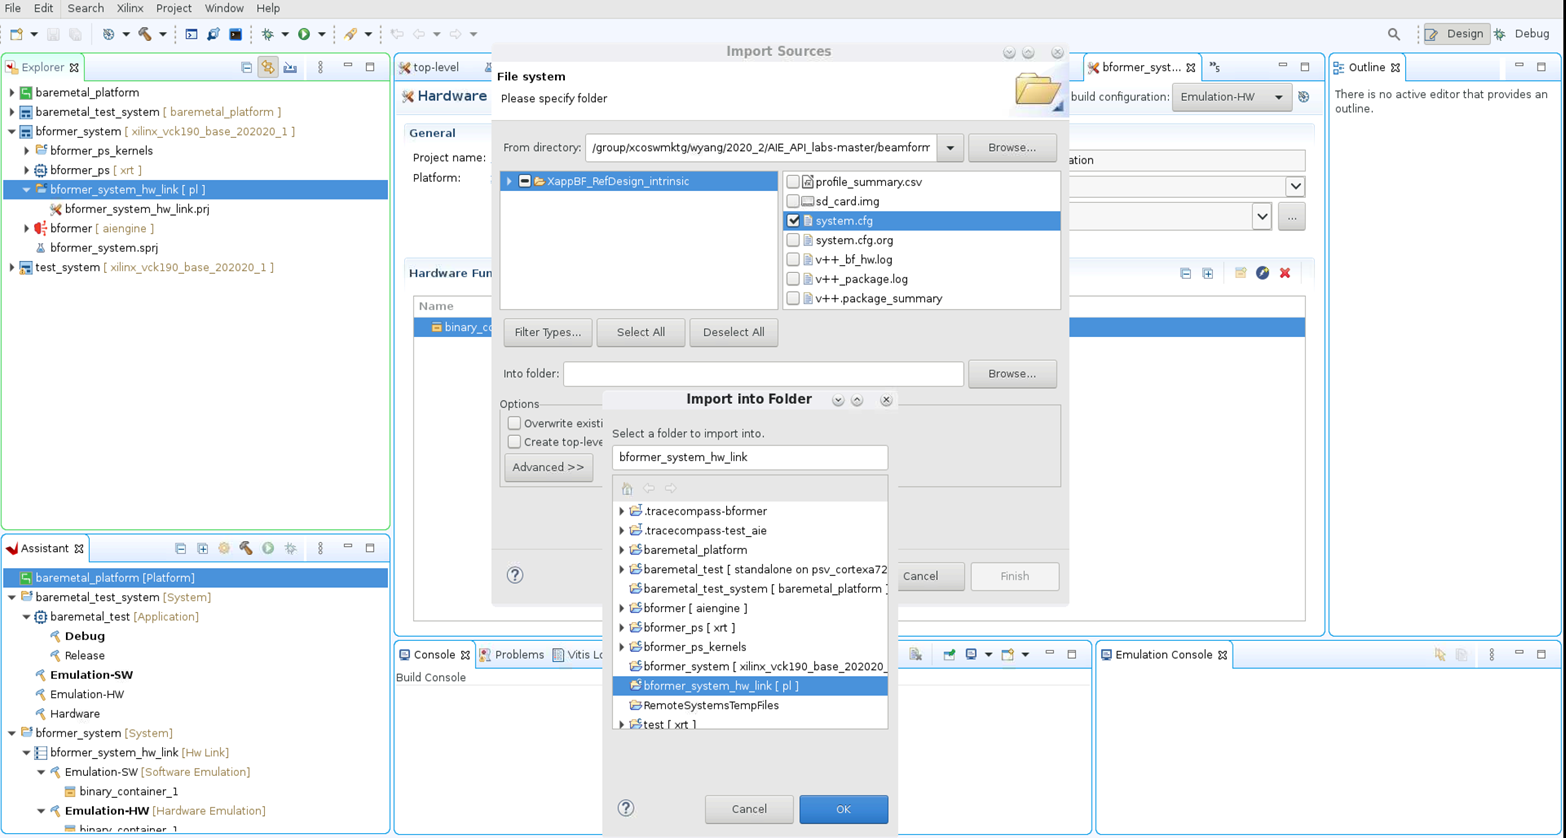 File Edit Search Xilinx Project Window Help
Design Debug
Explorer
baremetal_platform
baremetal_test_system [ baremetal_platform ]
bformer_system [ xilinx_vck190_base_202020_1 ]
bformer_ps_kernels
bformer_ps [ xrt ]
bformer_system_hw_link [ pl ]
bformer_system_hw_link.prj
bformer [ aiengine ]
bformer_system.sprj
test_system [ xilinx_vck190_base_202020_1 ]
Assistant
baremetal_platform [Platform]
baremetal_test_system [System]
baremetal_test [Application]
Debug
Release
Emulation-SW
Emulation-HW
Hardware
bformer_system [System]
bformer_system_hw_link [Hw Link]
Emulation-SW [Software Emulation]
binary_container_1
Emulation-HW [Hardware Emulation]
binary_container_1
top-level
Hardware
General
Project name:
Platform:
Hardware Fun
Name
binary_co
bformer_syst...
»5
build configuration: Emulation-HW
ation
...
Import Sources
File system
Please specify folder
From directory: /group/xcoswmktg/wyang/2020_2/AIE_API_labs-master/beamform
Browse...
XappBF_RefDesign_intrinsic
profile_summary.csv
sd_card.img
system.cfg
system.cfg.org
v++_bf_hw.log
v++_package.log
v++.package_summary
Filter Types... Select All Deselect All
Into folder: Browse...
Options
Overwrite existi
Create top-leve
Advanced >>
? Cancel Finish
Import into Folder
Select a folder to import into.
bformer_system_hw_link
.tracecompass-bformer
.tracecompass-test_aie
baremetal_platform
baremetal_test [ standalone on psv_cortexa72
baremetal_test_system [ baremetal_platform ]
bformer [ aiengine ]
bformer_ps [ xrt ]
bformer_ps_kernels
bformer_system [ xilinx_vck190_base_202020_
bformer_system_hw_link [ pl ]
RemoteSystemsTempFiles
test [ xrt ]
? Cancel OK
Outline
There is no active editor that provides an
outline.
Console Problems Vitis Lo
Build Console
Emulation Console